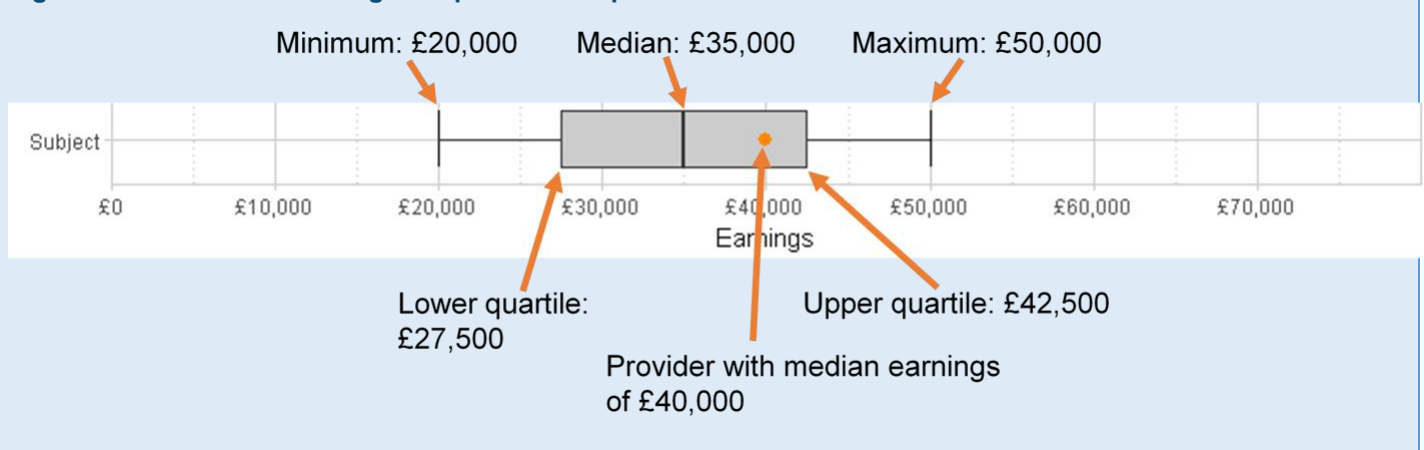 Minimum: £20,000 Median: £35,000 Maximum: £50,000
Subject
£0 £10,000 £20,000 £30,000 £40,000 £50,000 £60,000 £70,000
Earnings
Lower quartile:
£27,500
Upper quartile: £42,500
Provider with median earnings
of £40,000